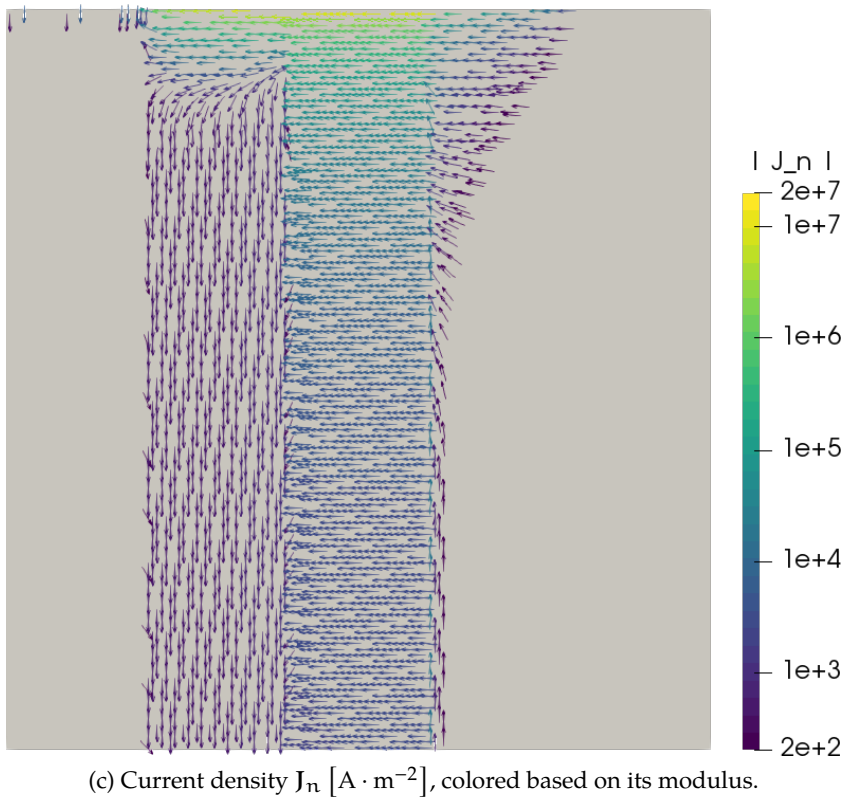 | J_n |
2e+7
1e+7
1e+6
1e+5
1e+4
1e+3
2e+2
(c) Current density Jₙ [A · m⁻²], colored based on its modulus.